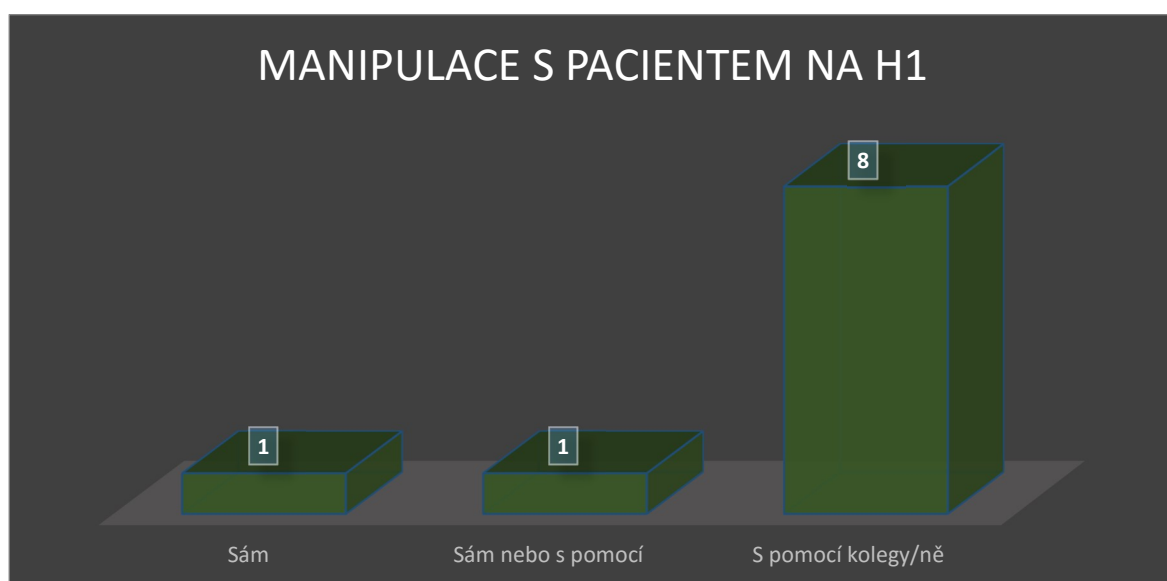 MANIPULACE S PACIENTEM NA H1
8
1
1
Sám
Sám nebo s pomocí
S pomocí kolegy/ně